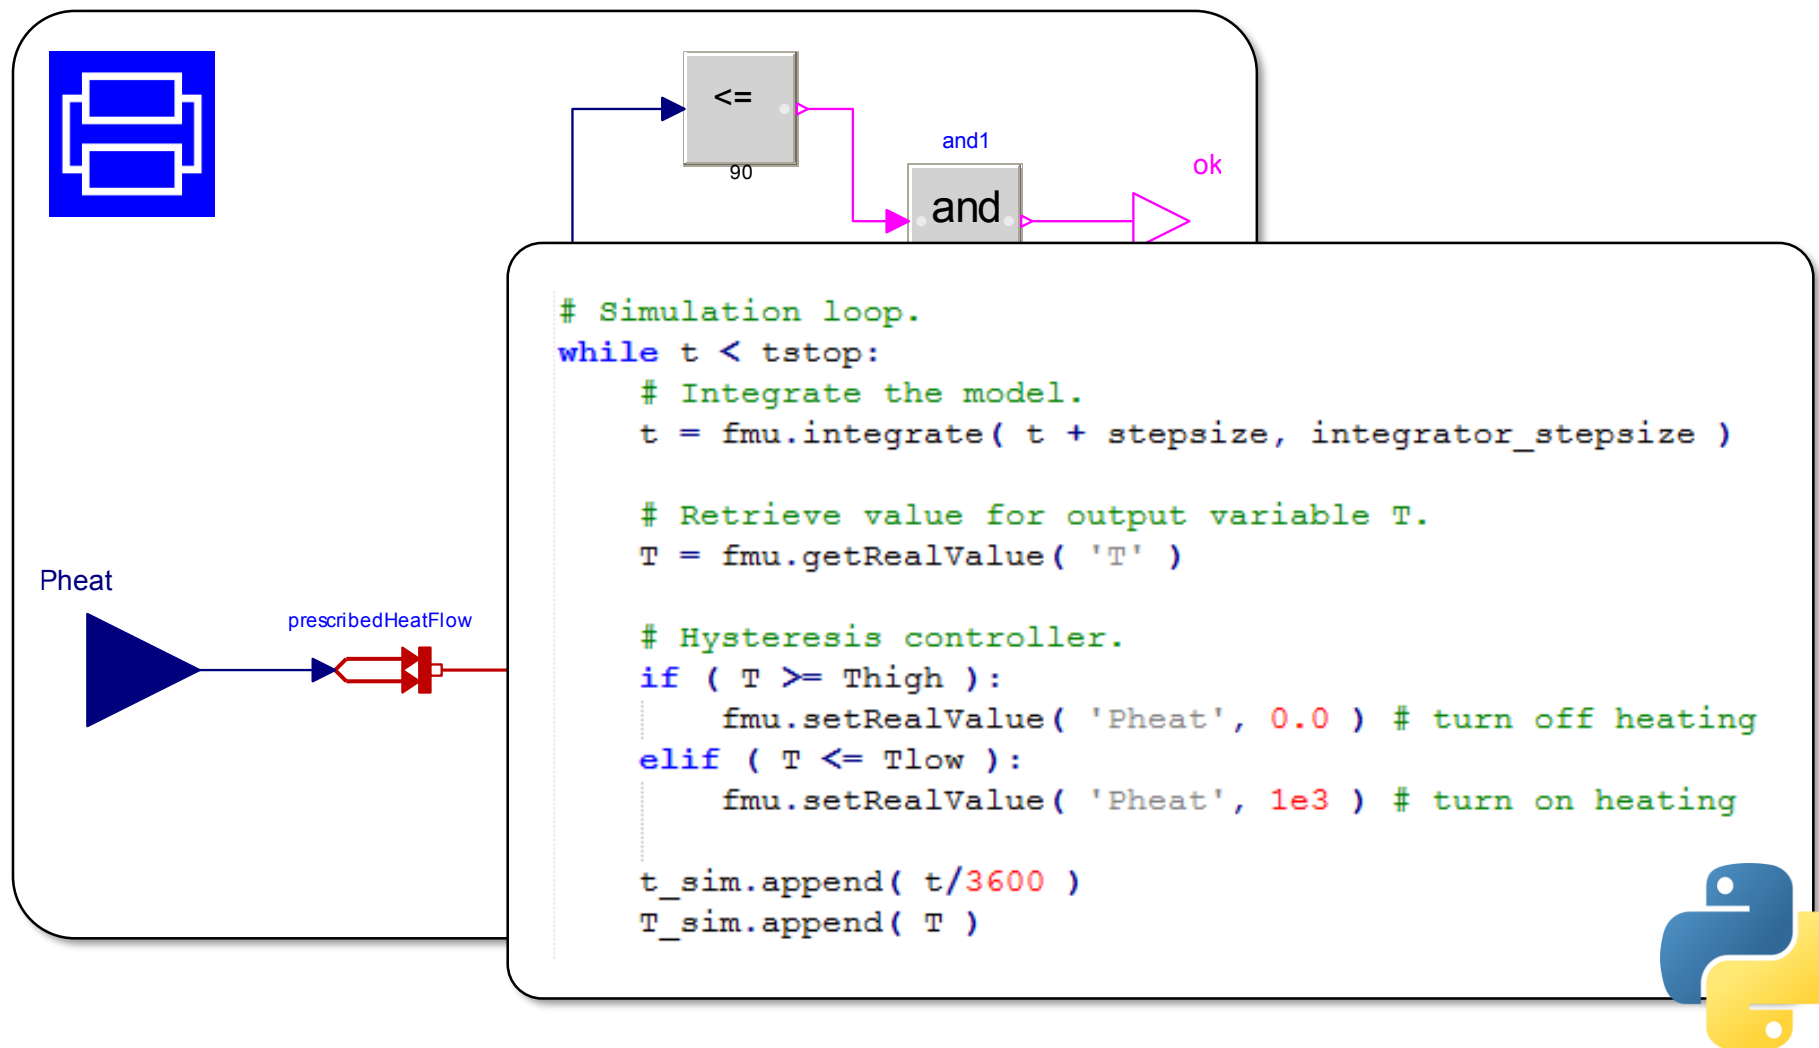 <=
90
and1
and
ok
Pheat
prescribedHeatFlow
# Simulation loop.
while t < tstop:
# Integrate the model.
t = fmu.integrate( t + stepsize, integrator_stepsize )
# Retrieve value for output variable T.
T = fmu.getRealValue( 'T' )
# Hysteresis controller.
if ( T >= Thigh ):
fmu.setRealValue( 'Pheat', 0.0 ) # turn off heating
elif ( T <= Tlow ):
fmu.setRealValue( 'Pheat', 1e3 ) # turn on heating
t_sim.append( t/3600 )
T_sim.append( T )